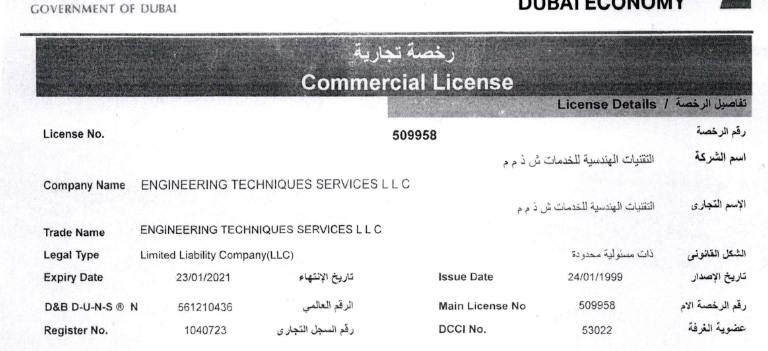 GOVERNMENT OF DUBAI
DUBAI ECONOMY
رخصة تجارية
Commercial License
License Details / تفاصيل الرخصة
License No. 509958 رقم الرخصة
التقنيات الهندسية للخدمات ش ذ م م اسم الشركة
Company Name ENGINEERING TECHNIQUES SERVICES L L C
التقنيات الهندسية للخدمات ش ذ م م الإسم التجارى
Trade Name ENGINEERING TECHNIQUES SERVICES L L C
Legal Type Limited Liability Company(LLC) ذات مسئولية محدودة الشكل القانونى
Expiry Date 23/01/2021 تاريخ الإنتهاء Issue Date 24/01/1999 تاريخ الإصدار
D&B D-U-N-S ® N 561210436 الرقم العالمي Main License No 509958 رقم الرخصة الام
Register No. 1040723 رقم السجل التجارى DCCI No. 53022 عضوية الغرفة